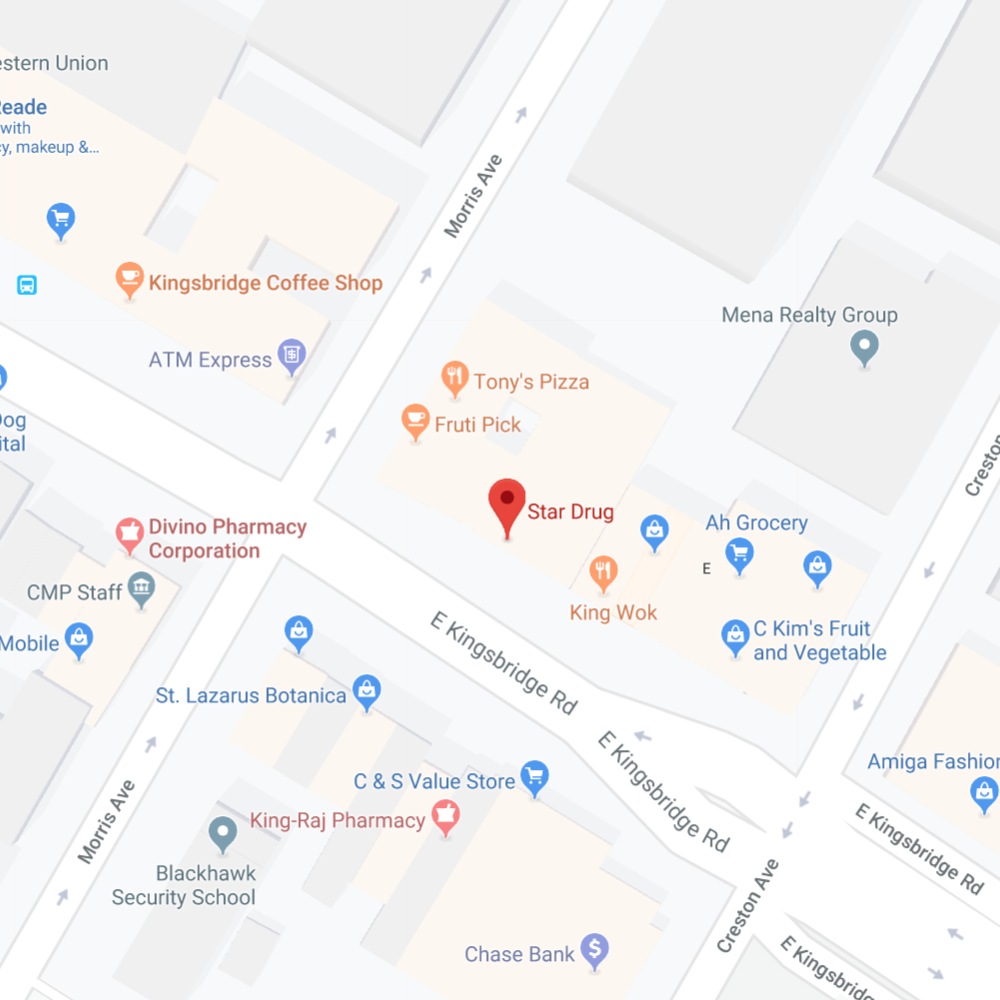 estern Union
Reade
with
cy, makeup &...
Morris Ave
Kingsbridge Coffee Shop
Mena Realty Group
ATM Express
Tony's Pizza
Fruti Pick
Dog
ital
Creston
Star Drug
Divino Pharmacy
Corporation
Ah Grocery
E
CMP Staff
King Wok
E Kingsbridge Rd
C Kim's Fruit
and Vegetable
Mobile
St. Lazarus Botanica
E Kingsbridge Rd
Amiga Fashion
C & S Value Store
King-Raj Pharmacy
Morris Ave
E Kingsbridge Rd
Blackhawk
Security School
Creston Ave
Chase Bank
E Kingsbridge